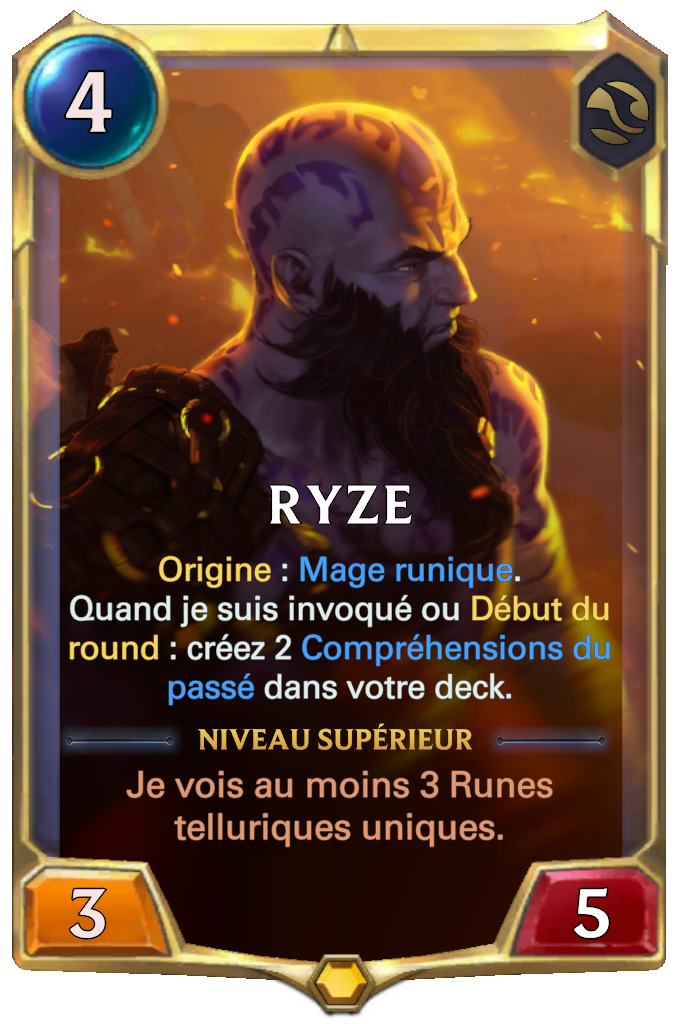 4
RYZE
Origine : Mage runique.
Quand je suis invoqué ou Début du
round : créez 2 Compréhensions du
passé dans votre deck.
NIVEAU SUPÉRIEUR
Je vois au moins 3 Runes
telluriques uniques.
3
5